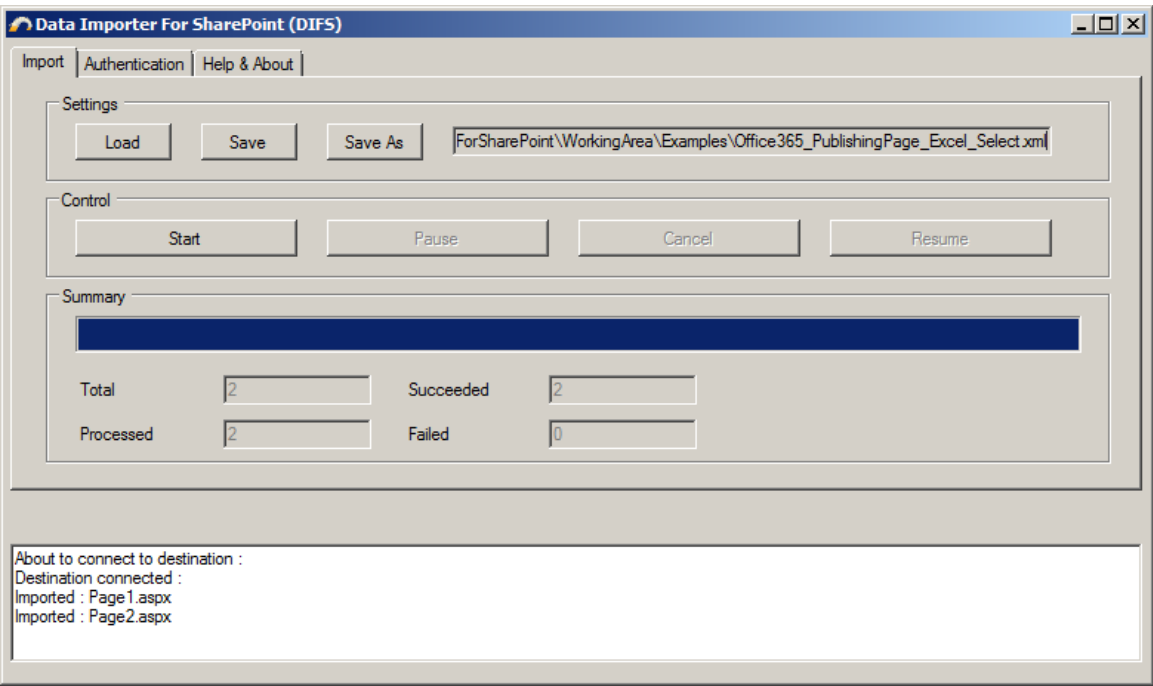 Data Importer For SharePoint (DIFS)
Import Authentication Help & About
Settings
Load Save Save As ForSharePoint\WorkingArea\Examples\Office365_PublishingPage_Excel_Select.xml
Control
Start Pause Cancel Resume
Summary
Total 2 Succeeded 2
Processed 2 Failed 0
About to connect to destination :
Destination connected :
Imported : Page1.aspx
Imported : Page2.aspx